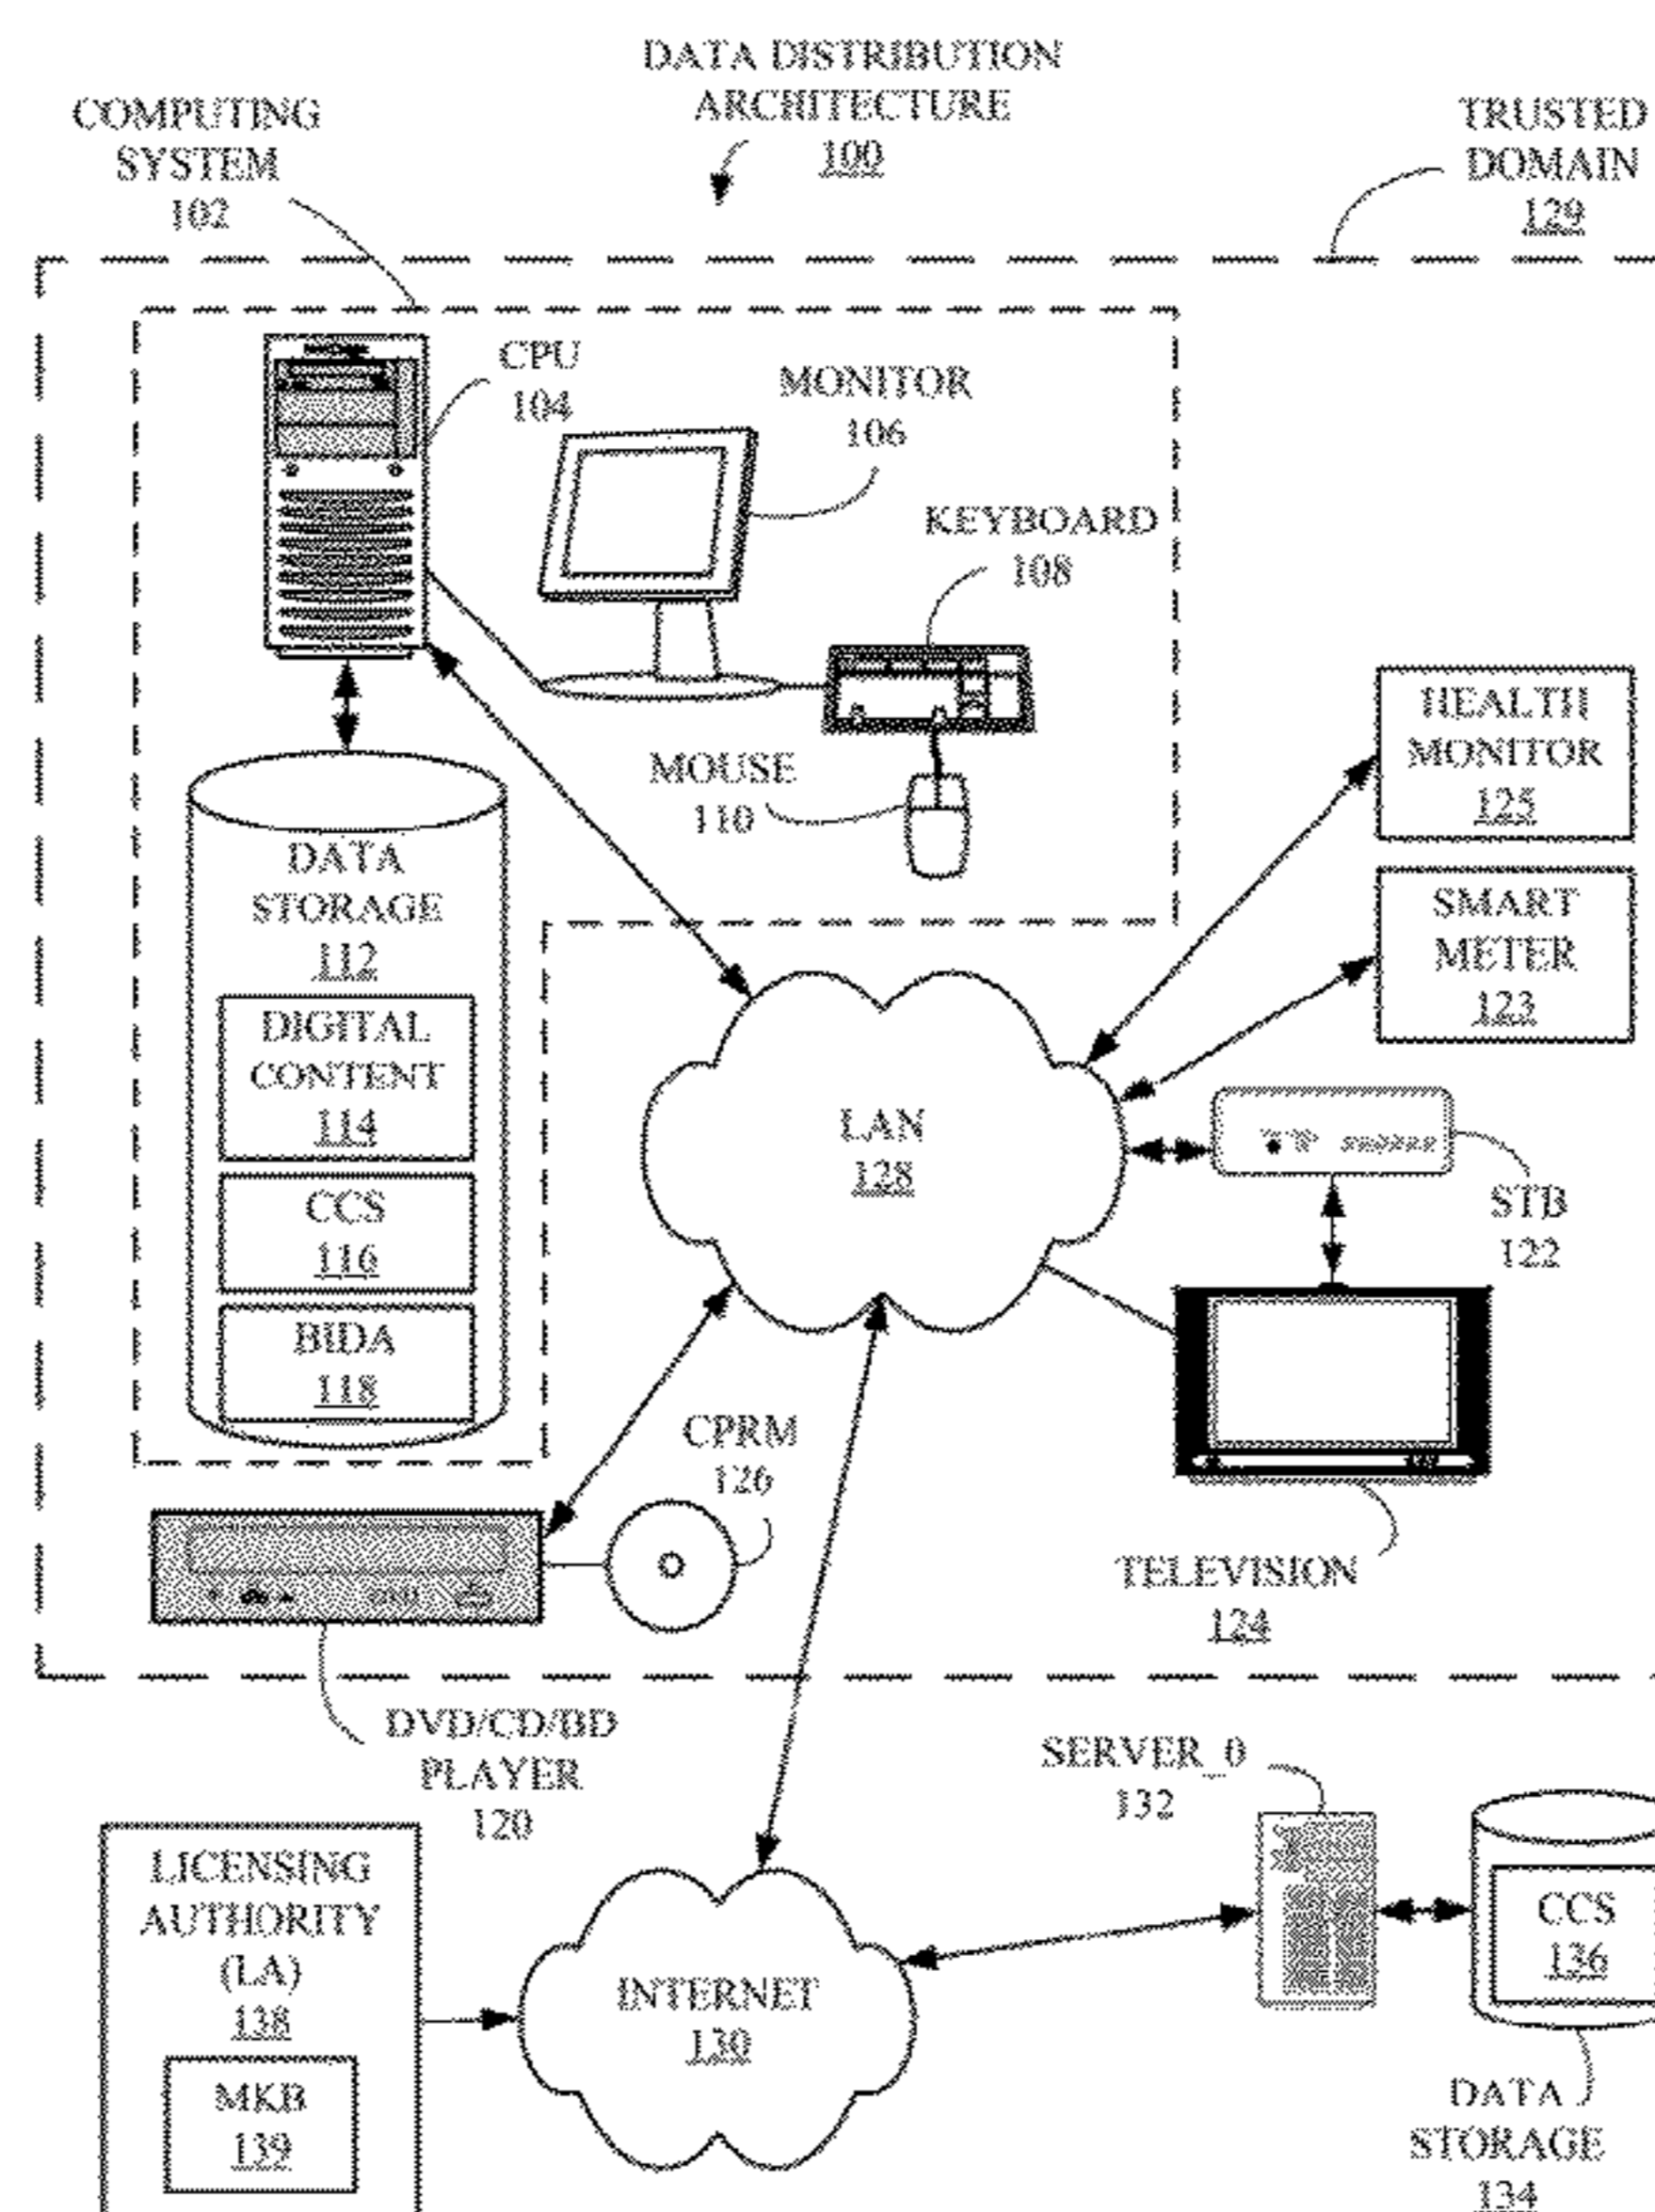 DATA DISTRIBUTION
ARCHITECTURE
100
COMPUTING
SYSTEM
102
TRUSTED
DOMAIN
129
CPU
104
MONITOR
106
KEYBOARD
108
MOUSE
110
HEALTH
MONITOR
125
SMART
METER
123
DATA
STORAGE
112
DIGITAL
CONTENT
114
CCS
116
BIDA
118
LAN
128
STB
122
CPRM
126
TELEVISION
124
DVD/CD/BD
PLAYER
120
SERVER_0
132
LICENSING
AUTHORITY
(LA)
138
MKB
139
INTERNET
130
CCS
136
DATA
STORAGE
134